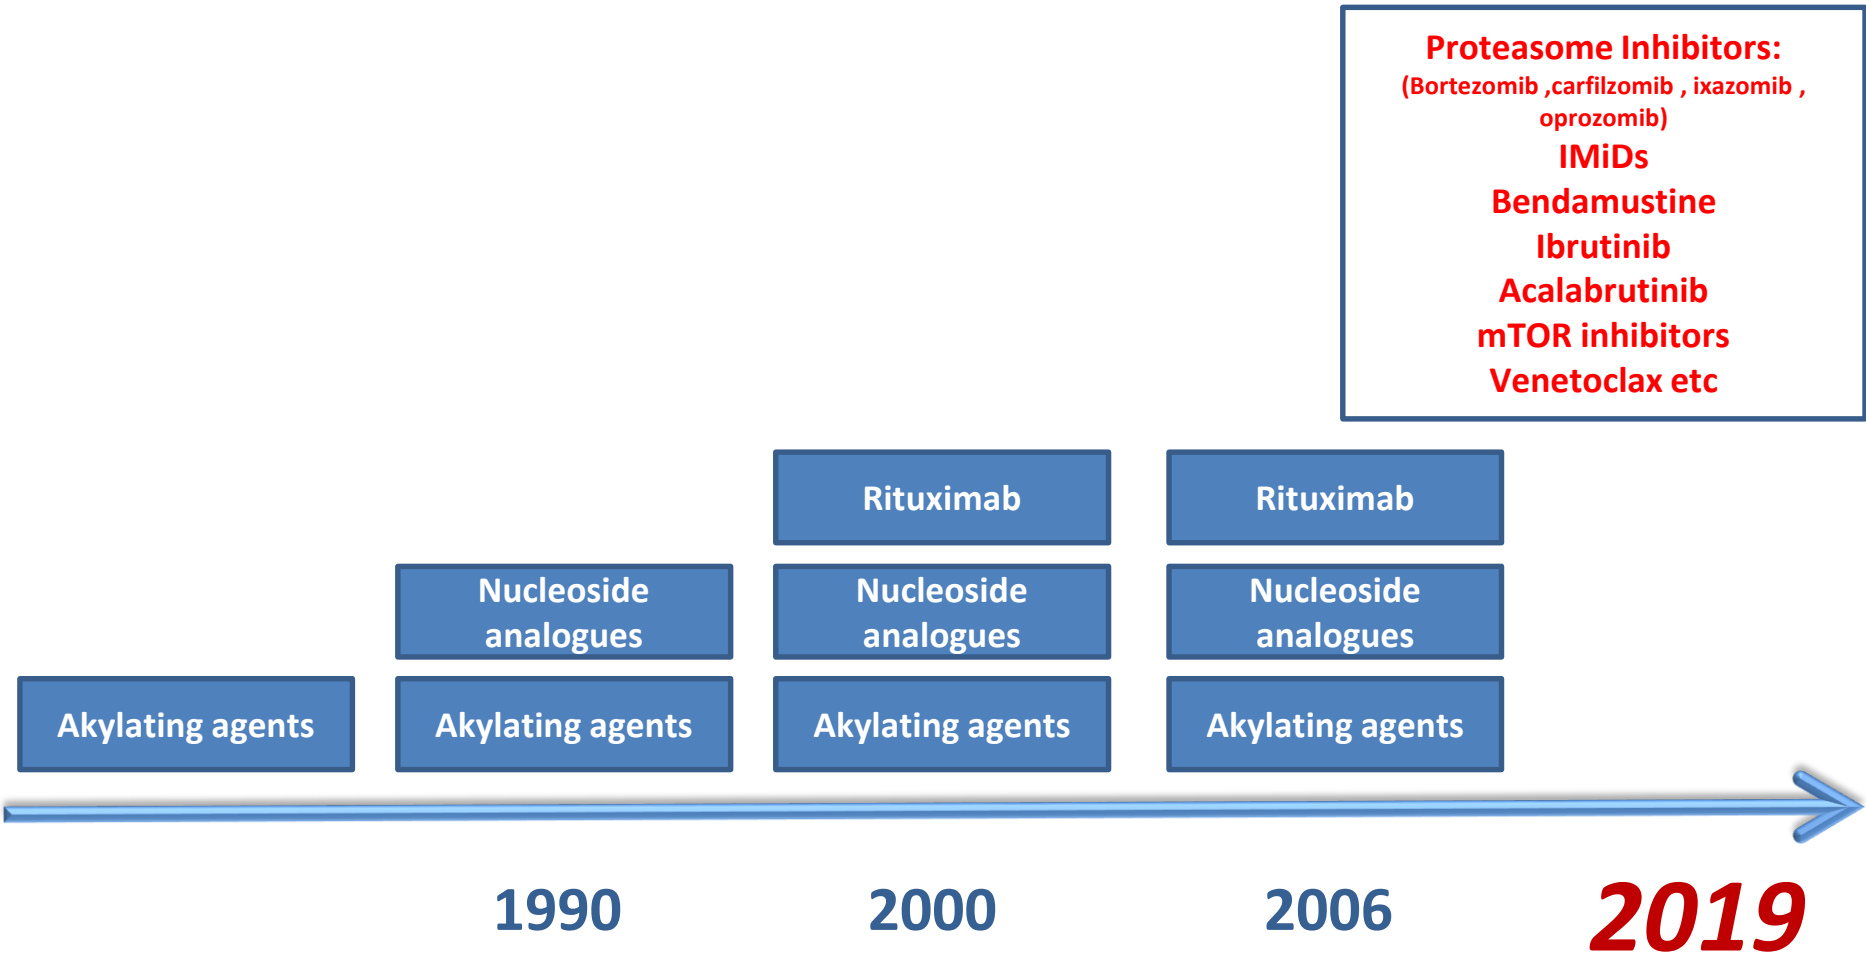 Proteasome Inhibitors:
(Bortezomib ,carfilzomib , ixazomib ,
oprozomib)
IMiDs
Bendamustine
Ibrutinib
Acalabrutinib
mTOR inhibitors
Venetoclax etc
Rituximab
Rituximab
Nucleoside
analogues
Nucleoside
analogues
Nucleoside
analogues
Akylating agents
Akylating agents
Akylating agents
Akylating agents
1990
2000
2006
2019